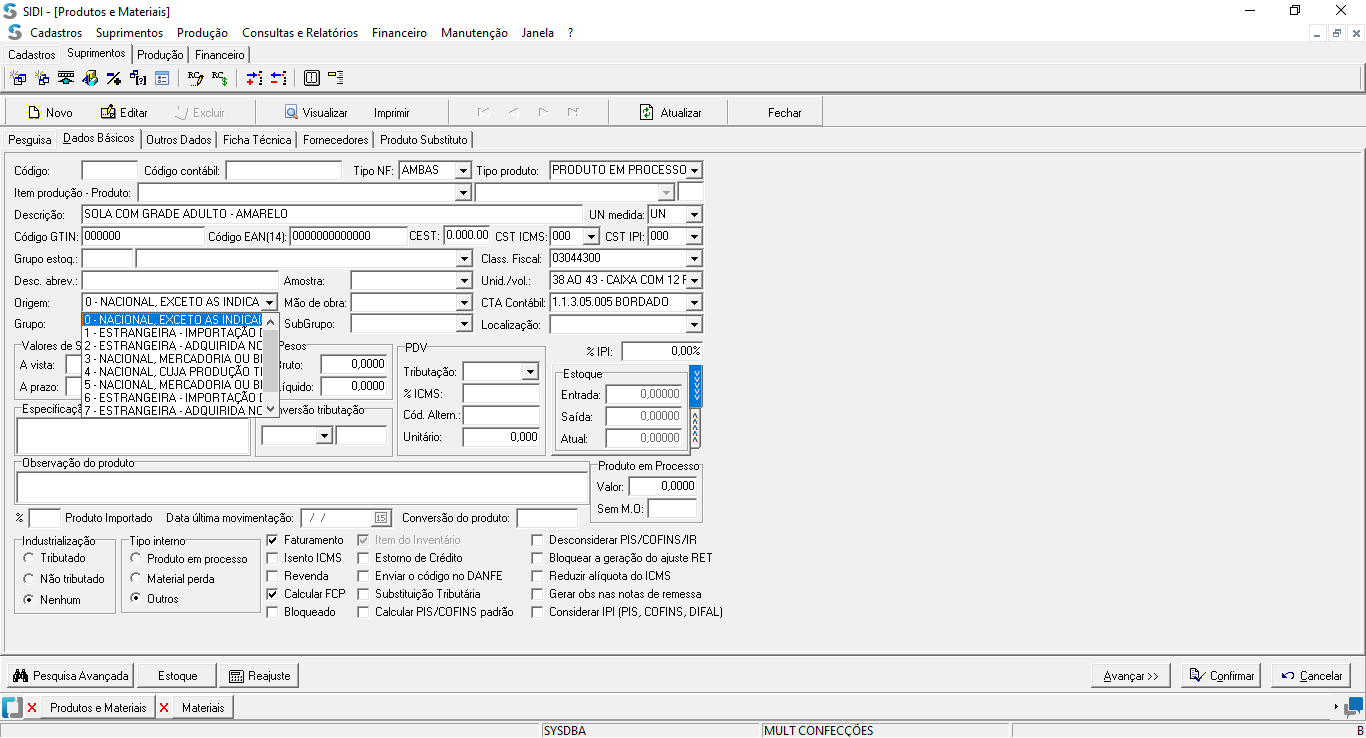 SIDI - [Produtos e Materiais]
Cadastros Suprimentos Produção Consultas e Relatórios Financeiro Manutenção Janela ?
Cadastros Suprimentos Produção Financeiro
Novo Editar Excluir Visualizar Imprimir Atualizar Fechar
Pesquisa Dados Básicos Outros Dados Ficha Técnica Fornecedores Produto Substituto
Código: Código contábil: Tipo NF: AMBAS Tipo produto: PRODUTO EM PROCESSO
Item produção - Produto:
Descrição: SOLA COM GRADE ADULTO - AMARELO UN medida: UN
Código GTIN: 000000 Código EAN(14): 0000000000000 CEST: 0.000.00 CST ICMS: 000 CST IPI: 000
Grupo estoq.: Class. Fiscal: 03044300
Desc. abrev.: Amostra: Unid./vol.: 38 AO 43 - CAIXA COM 12
Origem: 0 - NACIONAL, EXCETO AS INDICA Mão de obra: CTA Contábil: 1.1.3.05.005 BORDADO
Grupo: SubGrupo: Localização:
0 - NACIONAL, EXCETO AS INDICAD
1 - ESTRANGEIRA - IMPORTAÇÃO D
2 - ESTRANGEIRA - ADQUIRIDA NO
3 - NACIONAL, MERCADORIA OU BE
4 - NACIONAL, CUJA PRODUÇÃO TE
5 - NACIONAL, MERCADORIA OU BE
6 - ESTRANGEIRA - IMPORTAÇÃO D
7 - ESTRANGEIRA - ADQUIRIDA NO
Valores de S Pesos PDV % IPI: 0,00%
A vista: Bruto: 0,0000 Tributação: Estoque
A prazo: Líquido: 0,0000 % ICMS: Entrada: 0,00000
Especificaçã nversão tributação Cód. Altern.: Saída: 0,00000
Unitário: 0,000 Atual: 0,00000
Observação do produto Produto em Processo
Valor: 0,0000
Sem M.O:
% Produto Importado Data última movimentação: / / 15 Conversão do produto:
Industrialização Tipo interno Faturamento Item do Inventário Desconsiderar PIS/COFINS/IR
Tributado Produto em processo Isento ICMS Estorno de Crédito Bloquear a geração do ajuste RET
Não tributado Material perda Revenda Enviar o código no DANFE Reduzir alíquota do ICMS
Nenhum Outros Calcular FCP Substituição Tributária Gerar obs nas notas de remessa
Bloqueado Calcular PIS/COFINS padrão Considerar IPI (PIS, COFINS, DIFAL)
Pesquisa Avançada Estoque Reajuste Avançar >> Confirmar Cancelar
Produtos e Materiais Materiais
SYSDBA MULT CONFECÇÕES B